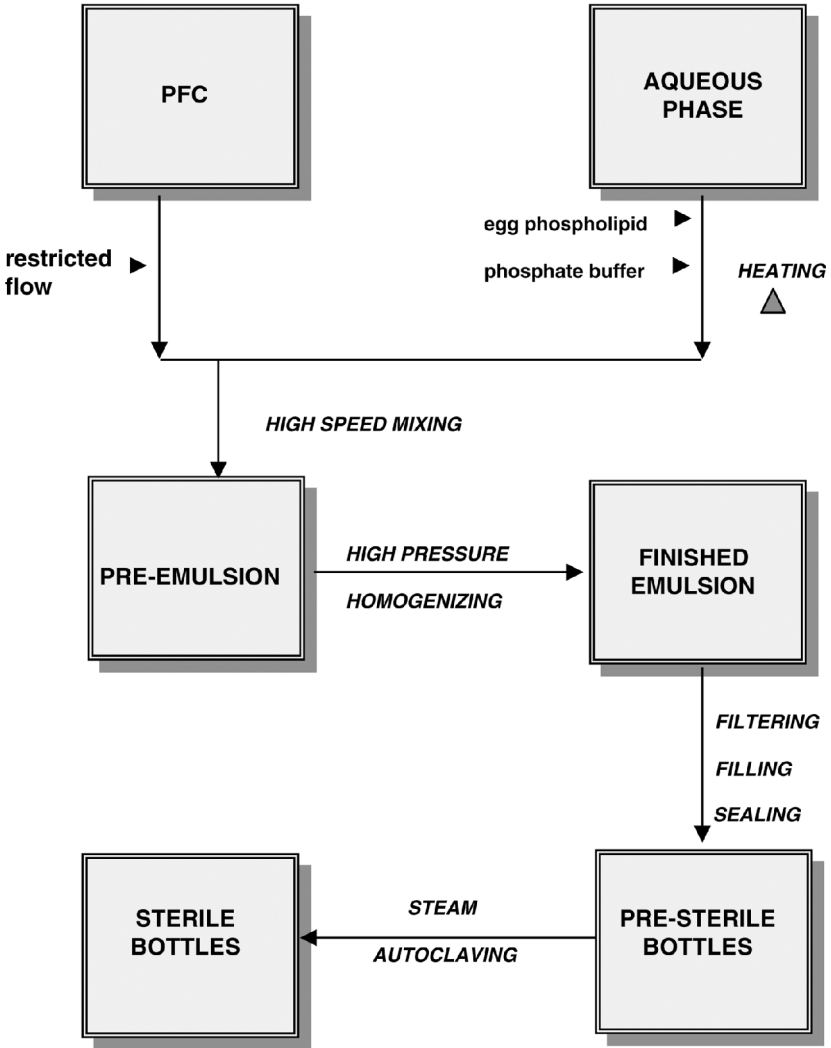 PFC
AQUEOUS
PHASE
restricted
flow
egg phospholipid
phosphate buffer
HEATING
HIGH SPEED MIXING
PRE-EMULSION
HIGH PRESSURE
HOMOGENIZING
FINISHED
EMULSION
FILTERING
FILLING
SEALING
STERILE
BOTTLES
STEAM
AUTOCLAVING
PRE-STERILE
BOTTLES